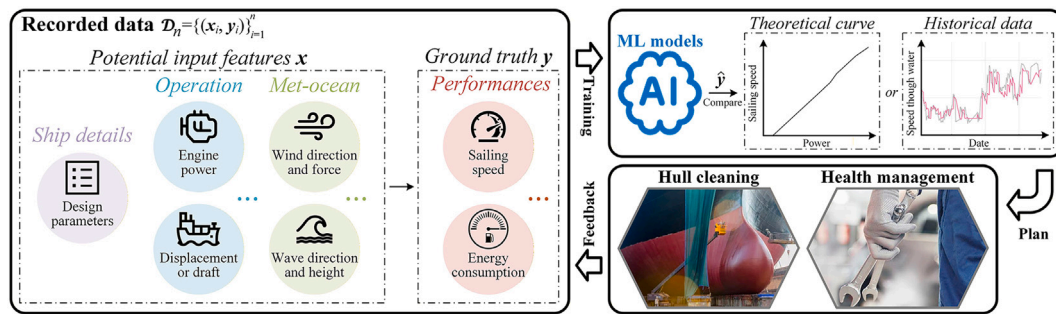 Recorded data 𝒟ₙ={(xᵢ, yᵢ)}ⁿᵢ₌₁
Potential input features x
Ground truth y
Ship details
Operation
Met-ocean
Performances
Design
parameters
Engine
power
Wind direction
and force
Sailing
speed
...
...
...
Displacement
or draft
Wave direction
and height
Energy
consumption
Training
ML models
AI
ŷ
Compare
Theoretical curve
Sailing speed
Power
or
Historical data
Speed though water
Date
Plan
Hull cleaning
Health management
Feedback